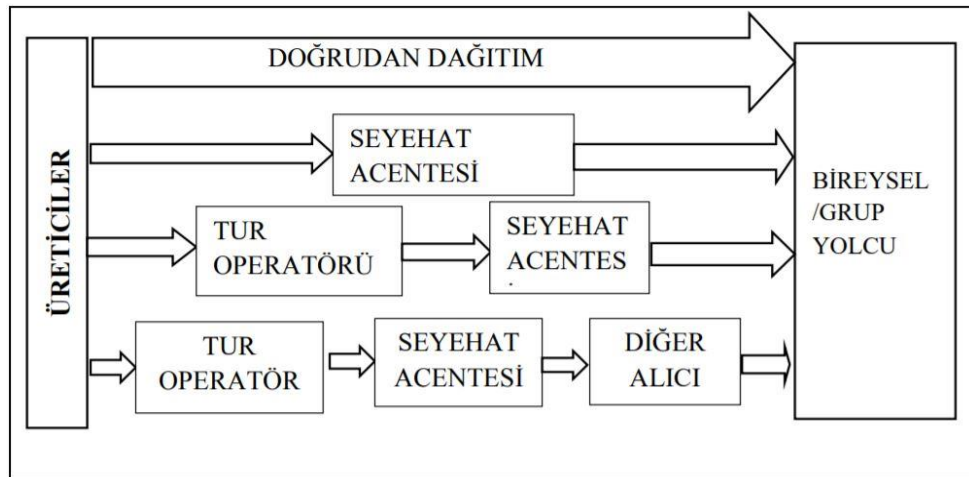 ÜRETİCİLER
DOĞRUDAN DAĞITIM
SEYEHAT
ACENTESİ
TUR
OPERATÖRÜ
SEYEHAT
ACENTES
TUR
OPERATÖR
SEYEHAT
ACENTESİ
DİĞER
ALICI
BİREYSEL
/GRUP
YOLCU